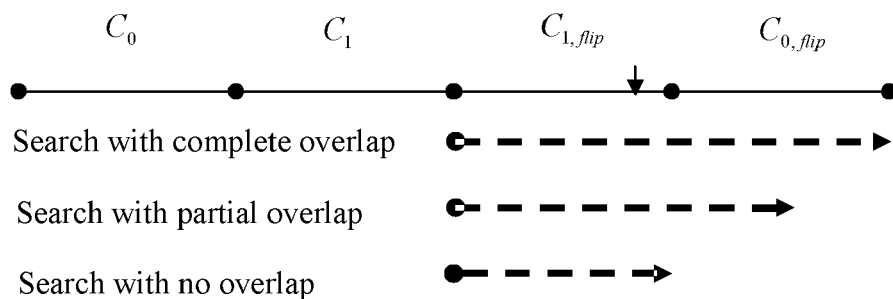 C₀ C₁ C₁,flip C₀,flip
Search with complete overlap
Search with partial overlap
Search with no overlap